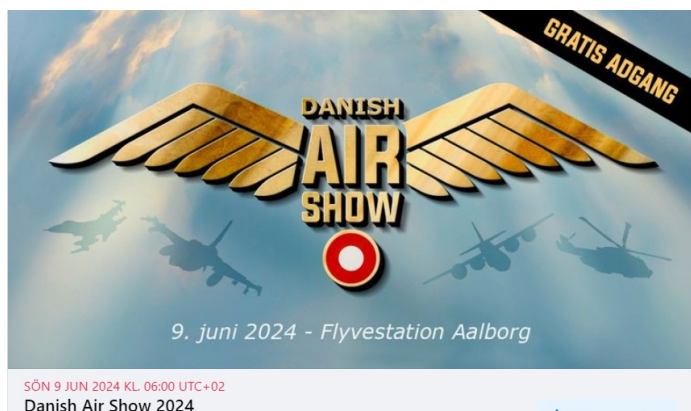 GRATIS ADGANG
DANISH
AIR
SHOW
9. juni 2024 - Flyvestation Aalborg
SÖN 9 JUN 2024 KL. 06:00 UTC+02
Danish Air Show 2024